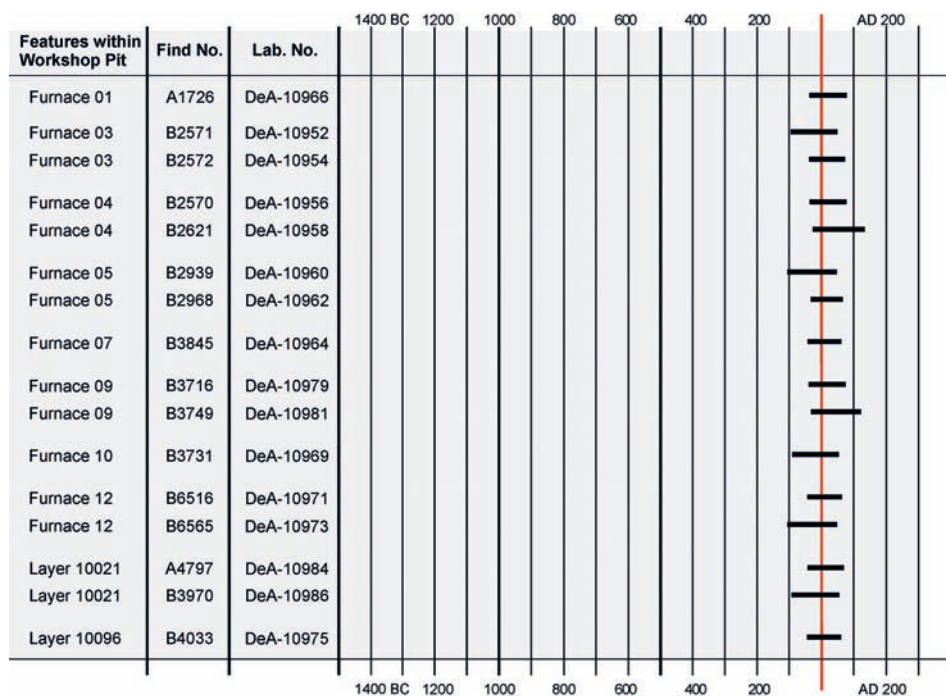 1400 BC 1200 1000 800 600 400 200 AD 200
Features within Workshop Pit Find No. Lab. No.
Furnace 01 A1726 DeA-10966
Furnace 03 B2571 DeA-10952
Furnace 03 B2572 DeA-10954
Furnace 04 B2570 DeA-10956
Furnace 04 B2621 DeA-10958
Furnace 05 B2939 DeA-10960
Furnace 05 B2968 DeA-10962
Furnace 07 B3845 DeA-10964
Furnace 09 B3716 DeA-10979
Furnace 09 B3749 DeA-10981
Furnace 10 B3731 DeA-10969
Furnace 12 B6516 DeA-10971
Furnace 12 B6565 DeA-10973
Layer 10021 A4797 DeA-10984
Layer 10021 B3970 DeA-10986
Layer 10096 B4033 DeA-10975
1400 BC 1200 1000 800 600 400 200 AD 200